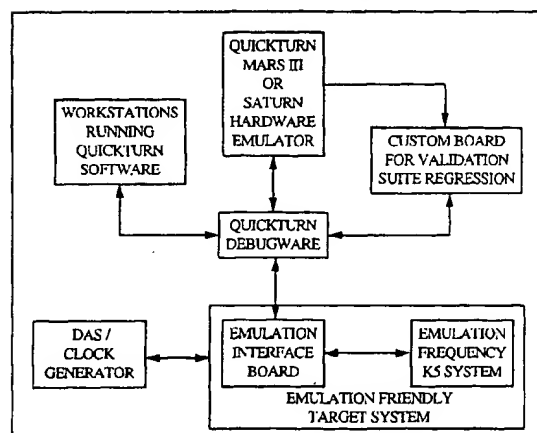 QUICKTURN
MARS III
OR
SATURN
HARDWARE
EMULATOR
WORKSTATIONS
RUNNING
QUICKTURN
SOFTWARE
CUSTOM BOARD
FOR VALIDATION
SUITE REGRESSION
QUICKTURN
DEBUGWARE
DAS /
CLOCK
GENERATOR
EMULATION
INTERFACE
BOARD
EMULATION
FREQUENCY
K5 SYSTEM
EMULATION FRIENDLY
TARGET SYSTEM